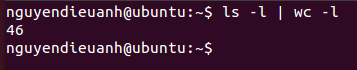 nguyendieuanh@ubuntu:~$ ls -l | wc -l
46
nguyendieuanh@ubuntu:~$